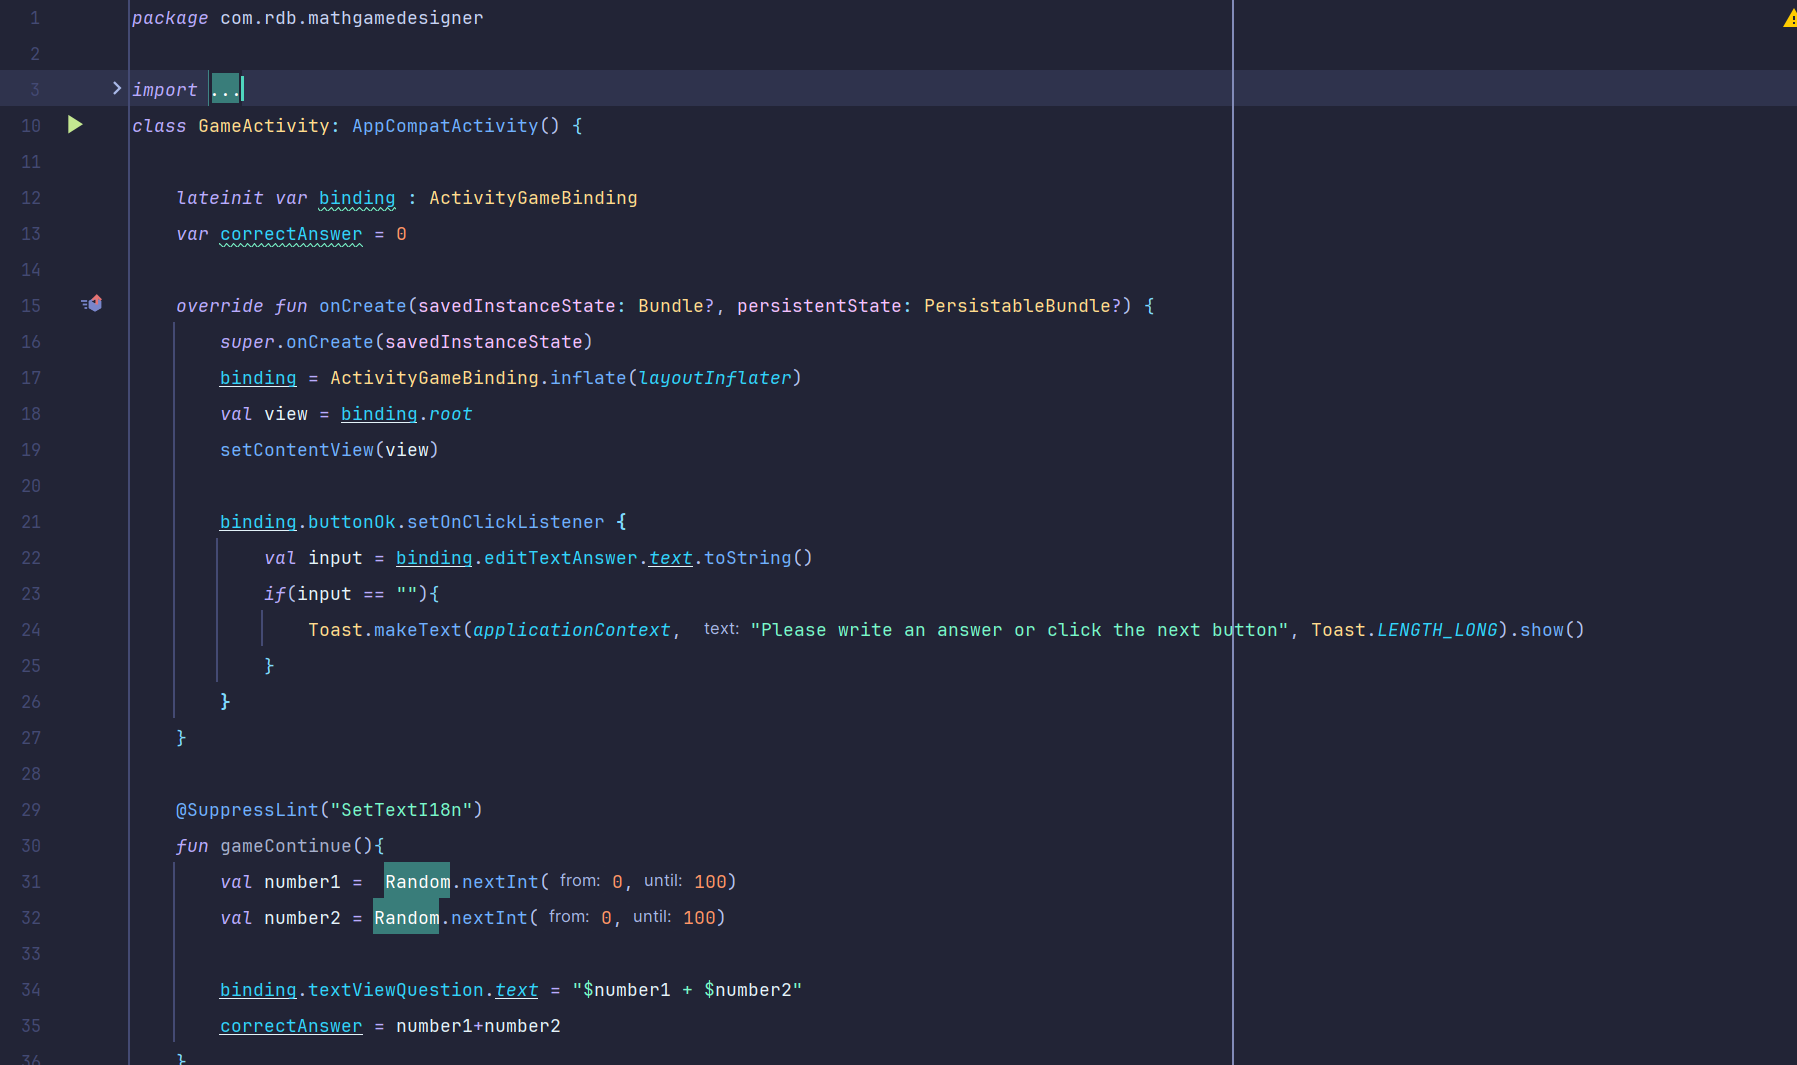 1 package com.rdb.mathgamedesigner
2
3 import ...
10 class GameActivity: AppCompatActivity() {
11
12 lateinit var binding : ActivityGameBinding
13 var correctAnswer = 0
14
15 override fun onCreate(savedInstanceState: Bundle?, persistentState: PersistableBundle?) {
16 super.onCreate(savedInstanceState)
17 binding = ActivityGameBinding.inflate(layoutInflater)
18 val view = binding.root
19 setContentView(view)
20
21 binding.buttonOk.setOnClickListener {
22 val input = binding.editTextAnswer.text.toString()
23 if(input == ""){
24 Toast.makeText(applicationContext, text: "Please write an answer or click the next button", Toast.LENGTH_LONG).show()
25 }
26 }
27 }
28
29 @SuppressLint("SetTextI18n")
30 fun gameContinue(){
31 val number1 =  Random.nextInt( from: 0, until: 100)
32 val number2 = Random.nextInt( from: 0, until: 100)
33
34 binding.textViewQuestion.text = "$number1 + $number2"
35 correctAnswer = number1+number2
36 }